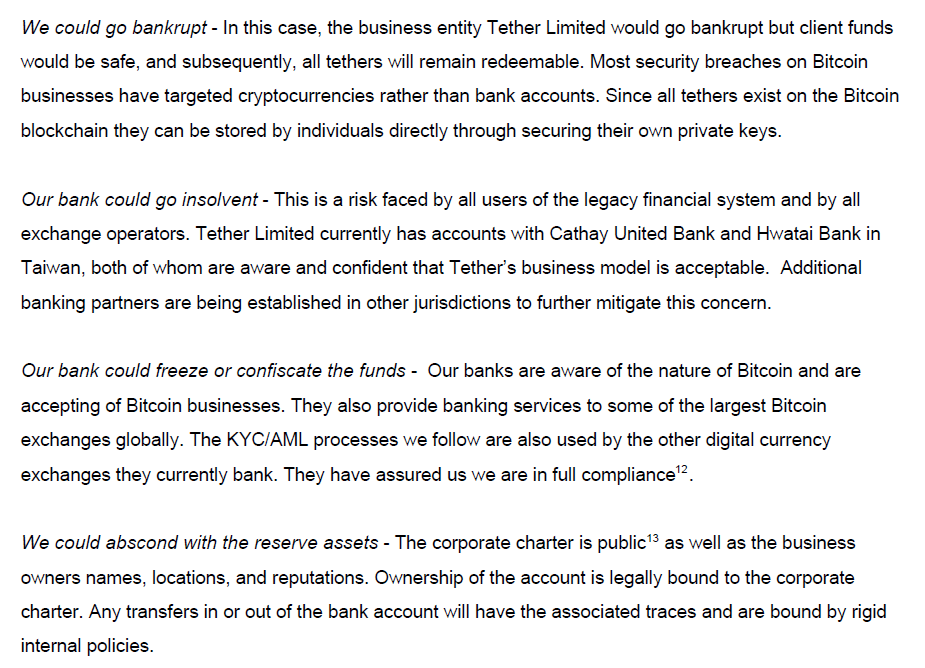 We could go bankrupt - In this case, the business entity Tether Limited would go bankrupt but client funds
would be safe, and subsequently, all tethers will remain redeemable. Most security breaches on Bitcoin
businesses have targeted cryptocurrencies rather than bank accounts. Since all tethers exist on the Bitcoin
blockchain they can be stored by individuals directly through securing their own private keys.
Our bank could go insolvent - This is a risk faced by all users of the legacy financial system and by all
exchange operators. Tether Limited currently has accounts with Cathay United Bank and Hwatai Bank in
Taiwan, both of whom are aware and confident that Tether’s business model is acceptable.  Additional
banking partners are being established in other jurisdictions to further mitigate this concern.
Our bank could freeze or confiscate the funds -  Our banks are aware of the nature of Bitcoin and are
accepting of Bitcoin businesses. They also provide banking services to some of the largest Bitcoin
exchanges globally. The KYC/AML processes we follow are also used by the other digital currency
exchanges they currently bank. They have assured us we are in full compliance¹².
We could abscond with the reserve assets - The corporate charter is public¹³ as well as the business
owners names, locations, and reputations. Ownership of the account is legally bound to the corporate
charter. Any transfers in or out of the bank account will have the associated traces and are bound by rigid
internal policies.